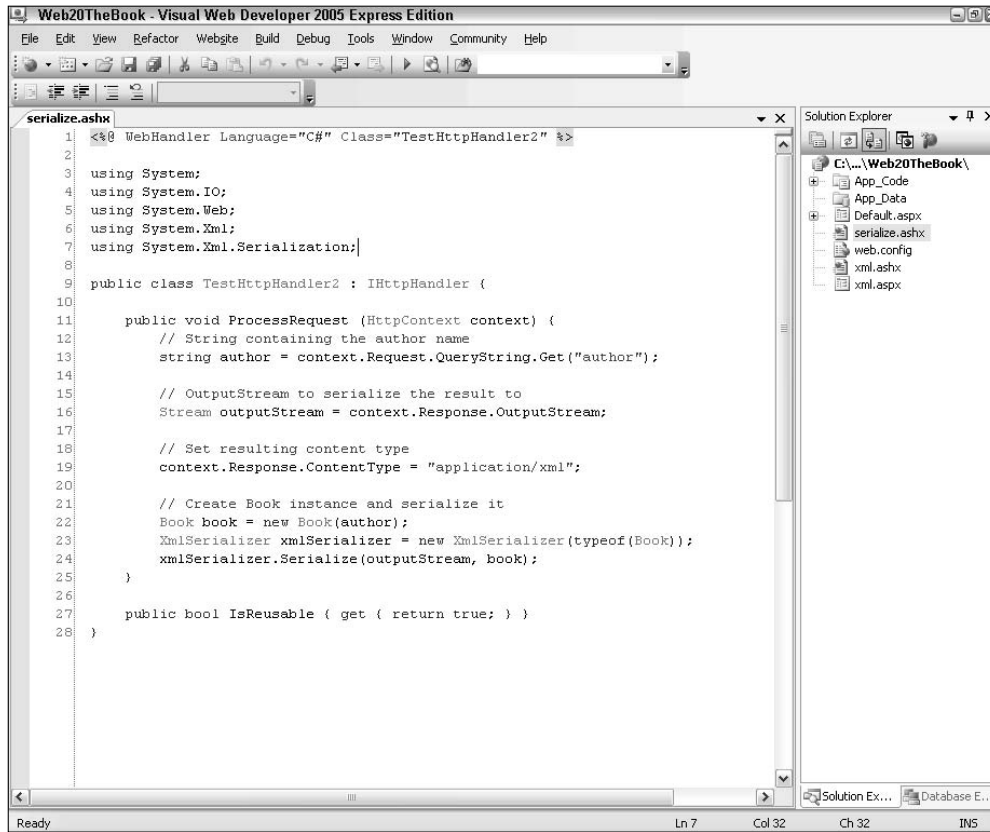 Web20TheBook - Visual Web Developer 2005 Express Edition
File Edit View Refactor Website Build Debug Tools Window Community Help
serialize.ashx
1 <%@ WebHandler Language="C#" Class="TestHttpHandler2" %>
2
3 using System;
4 using System.IO;
5 using System.Web;
6 using System.Xml;
7 using System.Xml.Serialization;
8
9 public class TestHttpHandler2 : IHttpHandler {
10
11 public void ProcessRequest (HttpContext context) {
12 // String containing the author name
13 string author = context.Request.QueryString.Get("author");
14
15 // OutputStream to serialize the result to
16 Stream outputStream = context.Response.OutputStream;
17
18 // Set resulting content type
19 context.Response.ContentType = "application/xml";
20
21 // Create Book instance and serialize it
22 Book book = new Book(author);
23 XmlSerializer xmlSerializer = new XmlSerializer(typeof(Book));
24 xmlSerializer.Serialize(outputStream, book);
25 }
26
27 public bool IsReusable { get { return true; } }
28 }
Solution Explorer
C:\...\Web20TheBook\
App_Code
App_Data
Default.aspx
serialize.ashx
web.config
xml.ashx
xml.aspx
Solution Ex... Database E...
Ready Ln 7 Col 32 Ch 32 INS